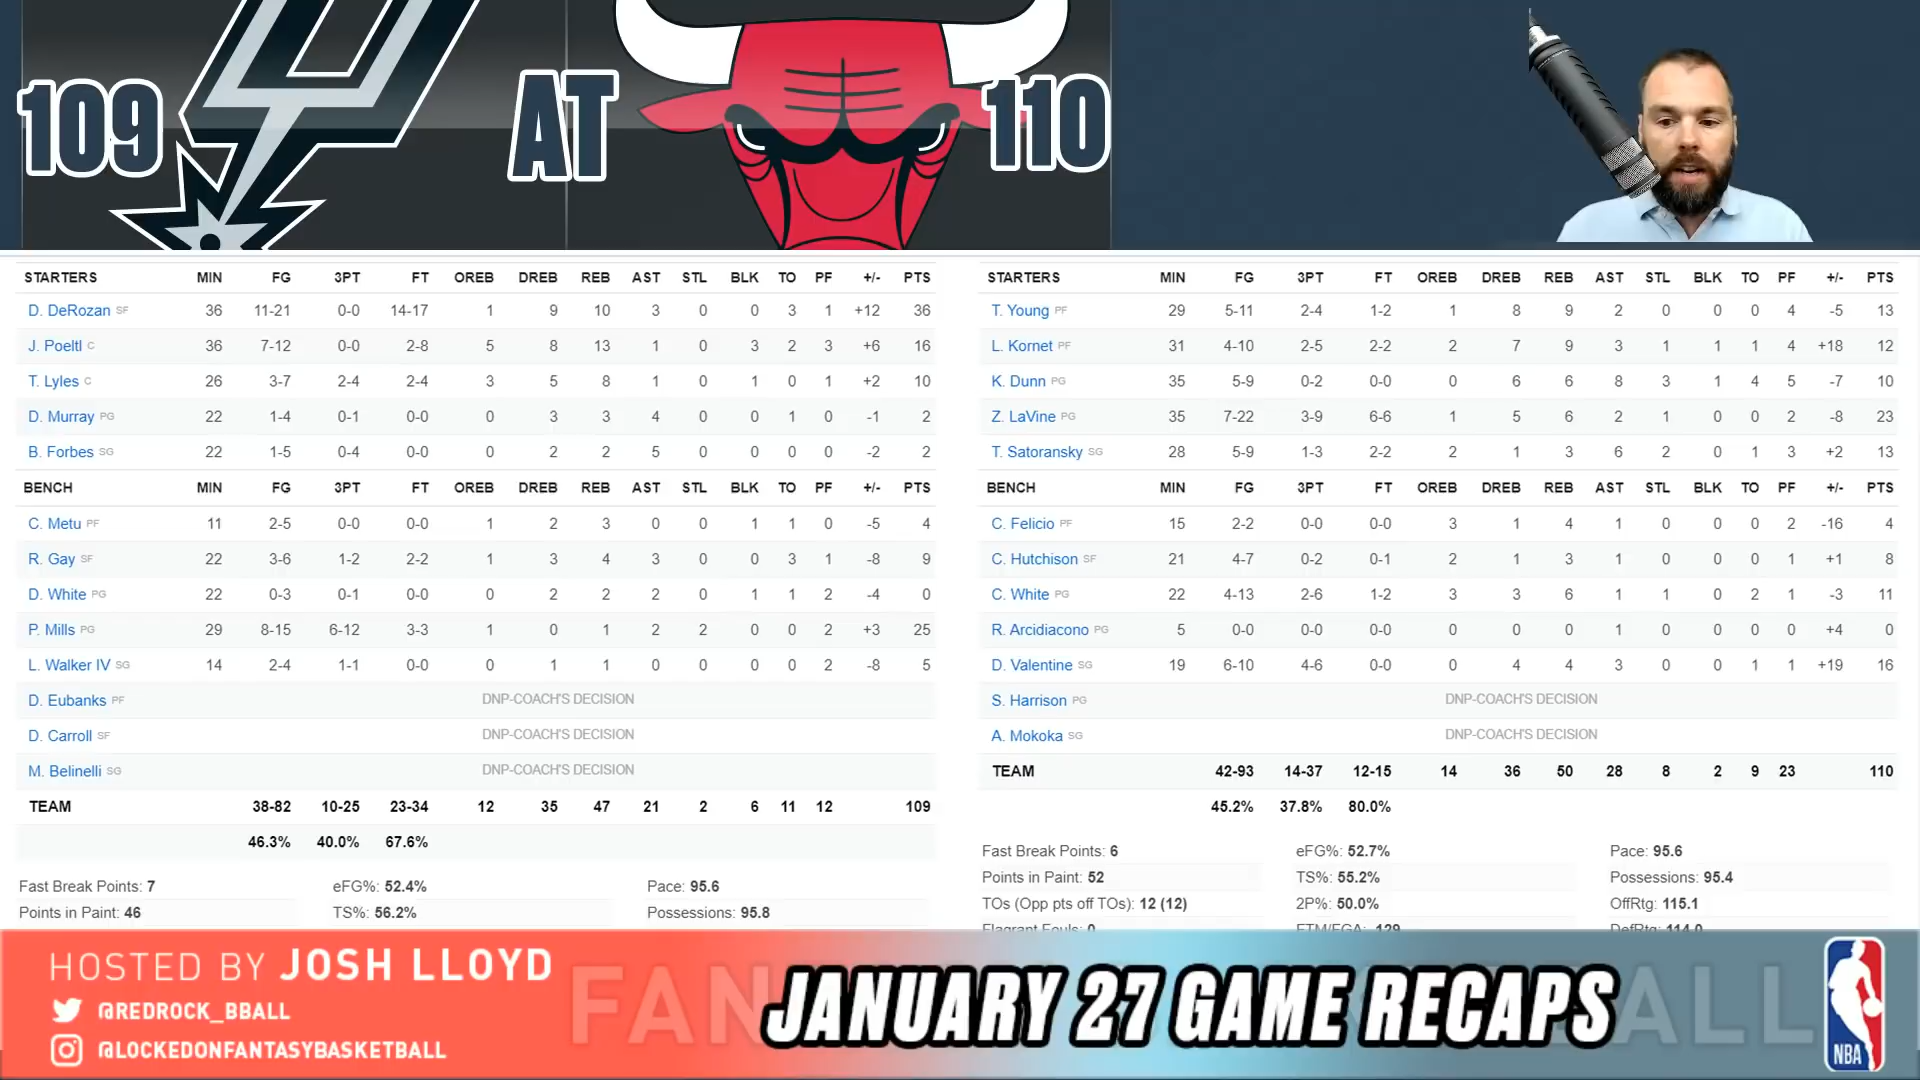 109 AT 110
STARTERS MIN FG 3PT FT OREB DREB REB AST STL BLK TO PF +/- PTS
D. DeRozan SF 36 11-21 0-0 14-17 1 9 10 3 0 0 3 1 +12 36
J. Poeltl C 36 7-12 0-0 2-8 5 8 13 1 0 3 2 3 +6 16
T. Lyles C 26 3-7 2-4 2-4 3 5 8 1 0 1 0 1 +2 10
D. Murray PG 22 1-4 0-1 0-0 0 3 3 4 0 0 1 0 -1 2
B. Forbes SG 22 1-5 0-4 0-0 0 2 2 5 0 0 0 0 -2 2
BENCH MIN FG 3PT FT OREB DREB REB AST STL BLK TO PF +/- PTS
C. Metu PF 11 2-5 0-0 0-0 1 2 3 0 0 1 1 0 -5 4
R. Gay SF 22 3-6 1-2 2-2 1 3 4 3 0 0 3 1 -8 9
D. White PG 22 0-3 0-1 0-0 0 2 2 2 0 1 1 2 -4 0
P. Mills PG 29 8-15 6-12 3-3 1 0 1 2 2 0 0 2 +3 25
L. Walker IV SG 14 2-4 1-1 0-0 0 1 1 0 0 0 0 2 -8 5
D. Eubanks PF DNP-COACH'S DECISION
D. Carroll SF DNP-COACH'S DECISION
M. Belinelli SG DNP-COACH'S DECISION
TEAM 38-82 10-25 23-34 12 35 47 21 2 6 11 12 109
46.3% 40.0% 67.6%
Fast Break Points: 7 eFG%: 52.4% Pace: 95.6
Points in Paint: 46 TS%: 56.2% Possessions: 95.8
STARTERS MIN FG 3PT FT OREB DREB REB AST STL BLK TO PF +/- PTS
T. Young PF 29 5-11 2-4 1-2 1 8 9 2 0 0 0 4 -5 13
L. Kornet PF 31 4-10 2-5 2-2 2 7 9 3 1 1 1 4 +18 12
K. Dunn PG 35 5-9 0-2 0-0 0 6 6 8 3 1 4 5 -7 10
Z. LaVine PG 35 7-22 3-9 6-6 1 5 6 2 1 0 0 2 -8 23
T. Satoransky SG 28 5-9 1-3 2-2 2 1 3 6 2 0 1 3 +2 13
BENCH MIN FG 3PT FT OREB DREB REB AST STL BLK TO PF +/- PTS
C. Felicio PF 15 2-2 0-0 0-0 3 1 4 1 0 0 0 2 -16 4
C. Hutchison SF 21 4-7 0-2 0-1 2 1 3 1 0 0 0 1 +1 8
C. White PG 22 4-13 2-6 1-2 3 3 6 1 1 0 2 1 -3 11
R. Arcidiacono PG 5 0-0 0-0 0-0 0 0 0 1 0 0 0 0 +4 0
D. Valentine SG 19 6-10 4-6 0-0 0 4 4 3 0 0 1 1 +19 16
S. Harrison PG DNP-COACH'S DECISION
A. Mokoka SG DNP-COACH'S DECISION
TEAM 42-93 14-37 12-15 14 36 50 28 8 2 9 23 110
45.2% 37.8% 80.0%
Fast Break Points: 6 eFG%: 52.7% Pace: 95.6
Points in Paint: 52 TS%: 55.2% Possessions: 95.4
TOs (Opp pts off TOs): 12 (12) 2P%: 50.0% OffRtg: 115.1
Flagrant Fouls: 0 FTM/FGA: .129 DefRtg: 114.0
HOSTED BY JOSH LLOYD
@REDROCK_BBALL
@LOCKEDONFANTASYBASKETBALL
JANUARY 27 GAME RECAPS
NBA